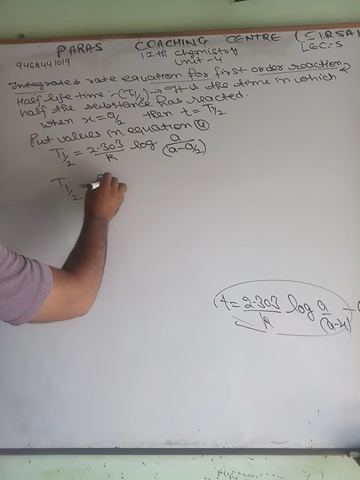 PARAS COACHING CENTRE (SIRSA)
9468441019 12th chemistry LEC-5
unit-4
Integrated rate equation for first order reaction
Half-life time :- (T1/2) → It is the time in which
half the substance has reacted.
when x = a/2 then t = T1/2
Put values in equation (4)
T1/2 = 2.303/K log a/(a-a/2)
T1/2 =
t = 2.303/K log a/(a-x)